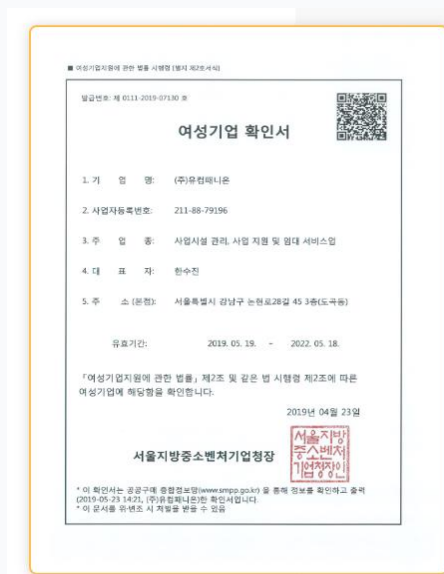 ■ 여성기업지원에 관한 법률 시행령 [별지 제2호서식]
발급번호: 제 0111-2019-07130 호
여성기업 확인서
1. 기 업 명: (주)유컴패니온
2. 사업자등록번호: 211-88-79196
3. 주 업 종: 사업시설 관리, 사업 지원 및 임대 서비스업
4. 대 표 자: 한수진
5. 주 소 (본점): 서울특별시 강남구 논현로28길 45 3층(도곡동)
유효기간: 2019. 05. 19. - 2022. 05. 18.
「여성기업지원에 관한 법률」 제2조 및 같은 법 시행령 제2조에 따른
여성기업에 해당함을 확인합니다.
2019년 04월 23일
서울지방중소벤처기업청장
서울지방
중소벤처
기업청장인
* 이 확인서는 공공구매 종합정보망(www.smpp.go.kr) 을 통해 정보를 확인하고 출력
(2019-05-23 14:21, (주)유컴패니온)한 확인서입니다.
* 이 문서를 위·변조 시 처벌을 받을 수 있음